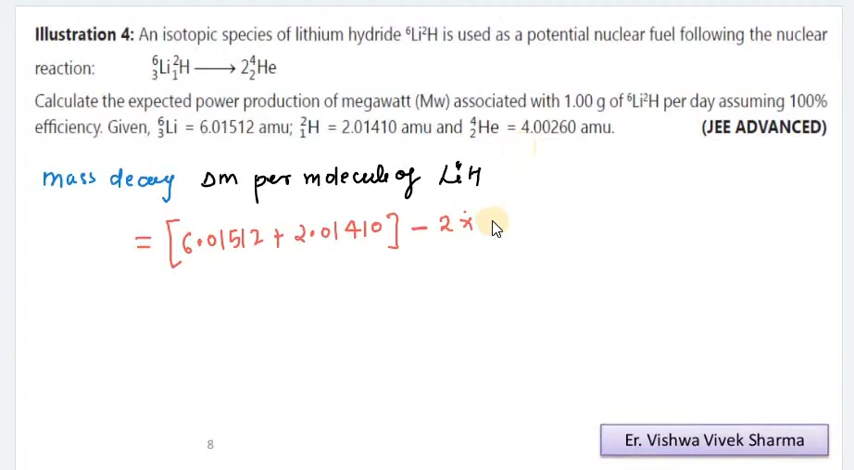 Illustration 4: An isotopic species of lithium hydride ⁶Li²H is used as a potential nuclear fuel following the nuclear
reaction: ⁶₃Li²₁H ⟶ 2⁴₂He
Calculate the expected power production of megawatt (Mw) associated with 1.00 g of ⁶Li²H per day assuming 100%
efficiency. Given, ⁶₃Li = 6.01512 amu; ²₁H = 2.01410 amu and ⁴₂He = 4.00260 amu. (JEE ADVANCED)
mass decay Dm per molecule of LiH
= [6.01512 + 2.01410] - 2 ×
8
Er. Vishwa Vivek Sharma